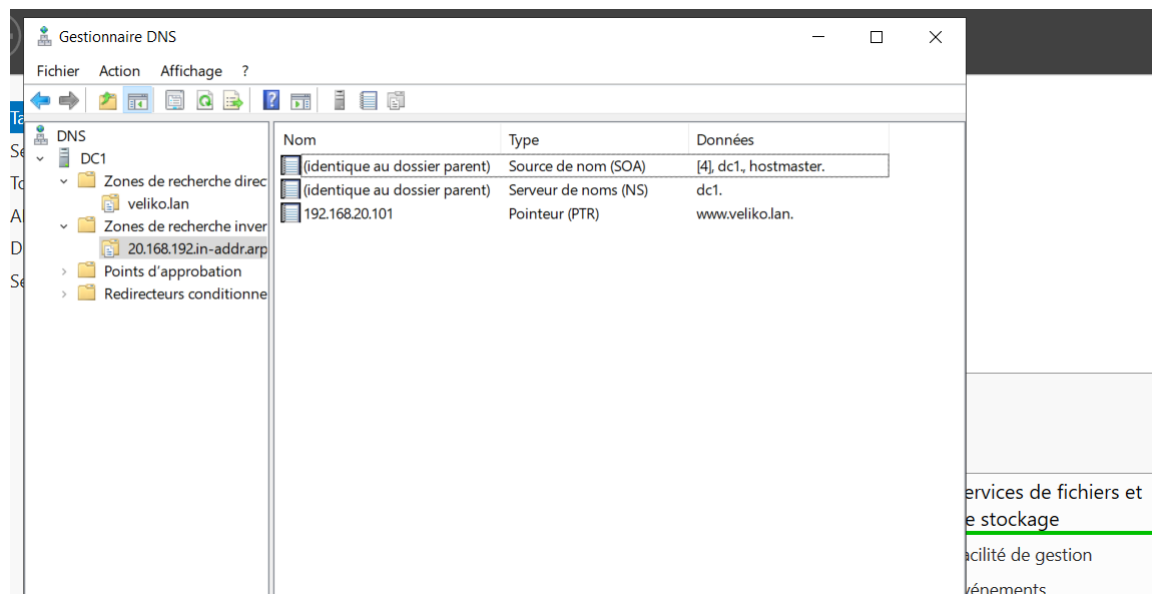 Gestionnaire DNS
Fichier Action Affichage ?
DNS
DC1
Zones de recherche direc
veliko.lan
Zones de recherche inver
20.168.192.in-addr.arp
Points d'approbation
Redirecteurs conditionne
Nom Type Données
(identique au dossier parent) Source de nom (SOA) [4], dc1., hostmaster.
(identique au dossier parent) Serveur de noms (NS) dc1.
192.168.20.101 Pointeur (PTR) www.veliko.lan.
ervices de fichiers et
e stockage
acilité de gestion
vénements